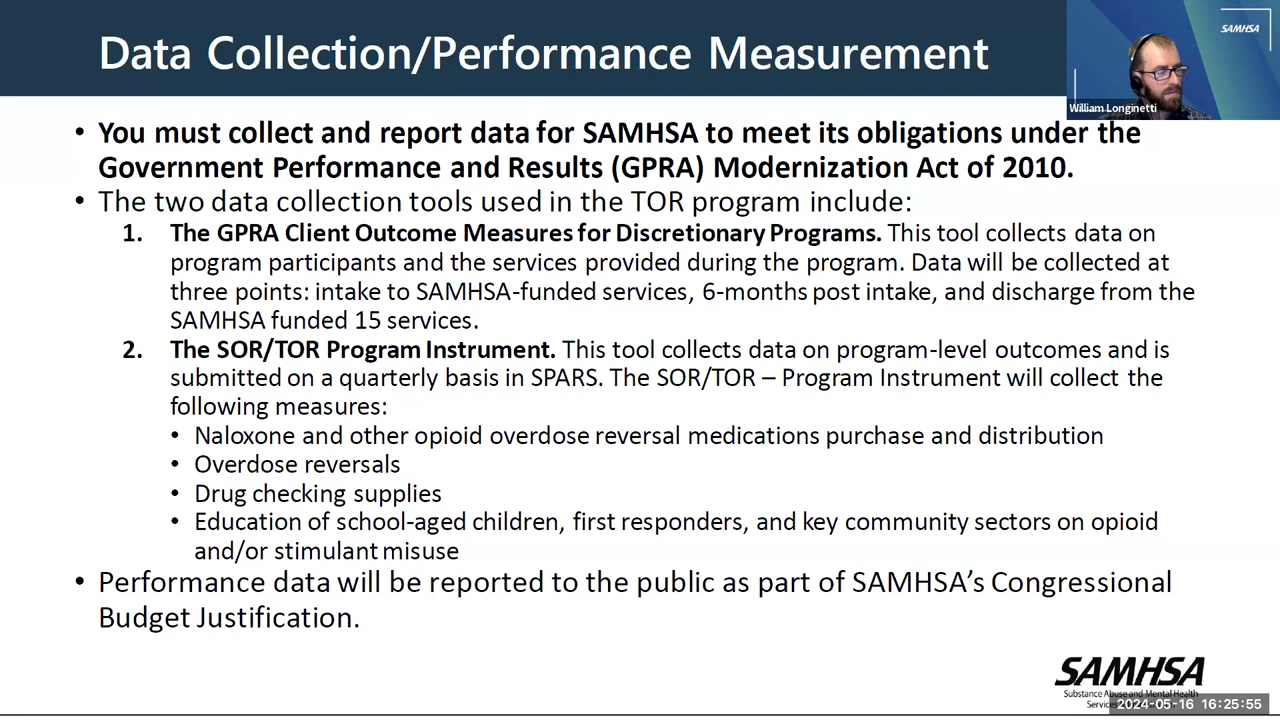 Data Collection/Performance Measurement
SAMHSA
William Longinetti
• You must collect and report data for SAMHSA to meet its obligations under the
Government Performance and Results (GPRA) Modernization Act of 2010.
• The two data collection tools used in the TOR program include:
1. The GPRA Client Outcome Measures for Discretionary Programs. This tool collects data on
program participants and the services provided during the program. Data will be collected at
three points: intake to SAMHSA-funded services, 6-months post intake, and discharge from the
SAMHSA funded 15 services.
2. The SOR/TOR Program Instrument. This tool collects data on program-level outcomes and is
submitted on a quarterly basis in SPARS. The SOR/TOR – Program Instrument will collect the
following measures:
• Naloxone and other opioid overdose reversal medications purchase and distribution
• Overdose reversals
• Drug checking supplies
• Education of school-aged children, first responders, and key community sectors on opioid
and/or stimulant misuse
• Performance data will be reported to the public as part of SAMHSA’s Congressional
Budget Justification.
SAMHSA
Substance Abuse and Mental Health
Services
2024-05-16 16:25:55